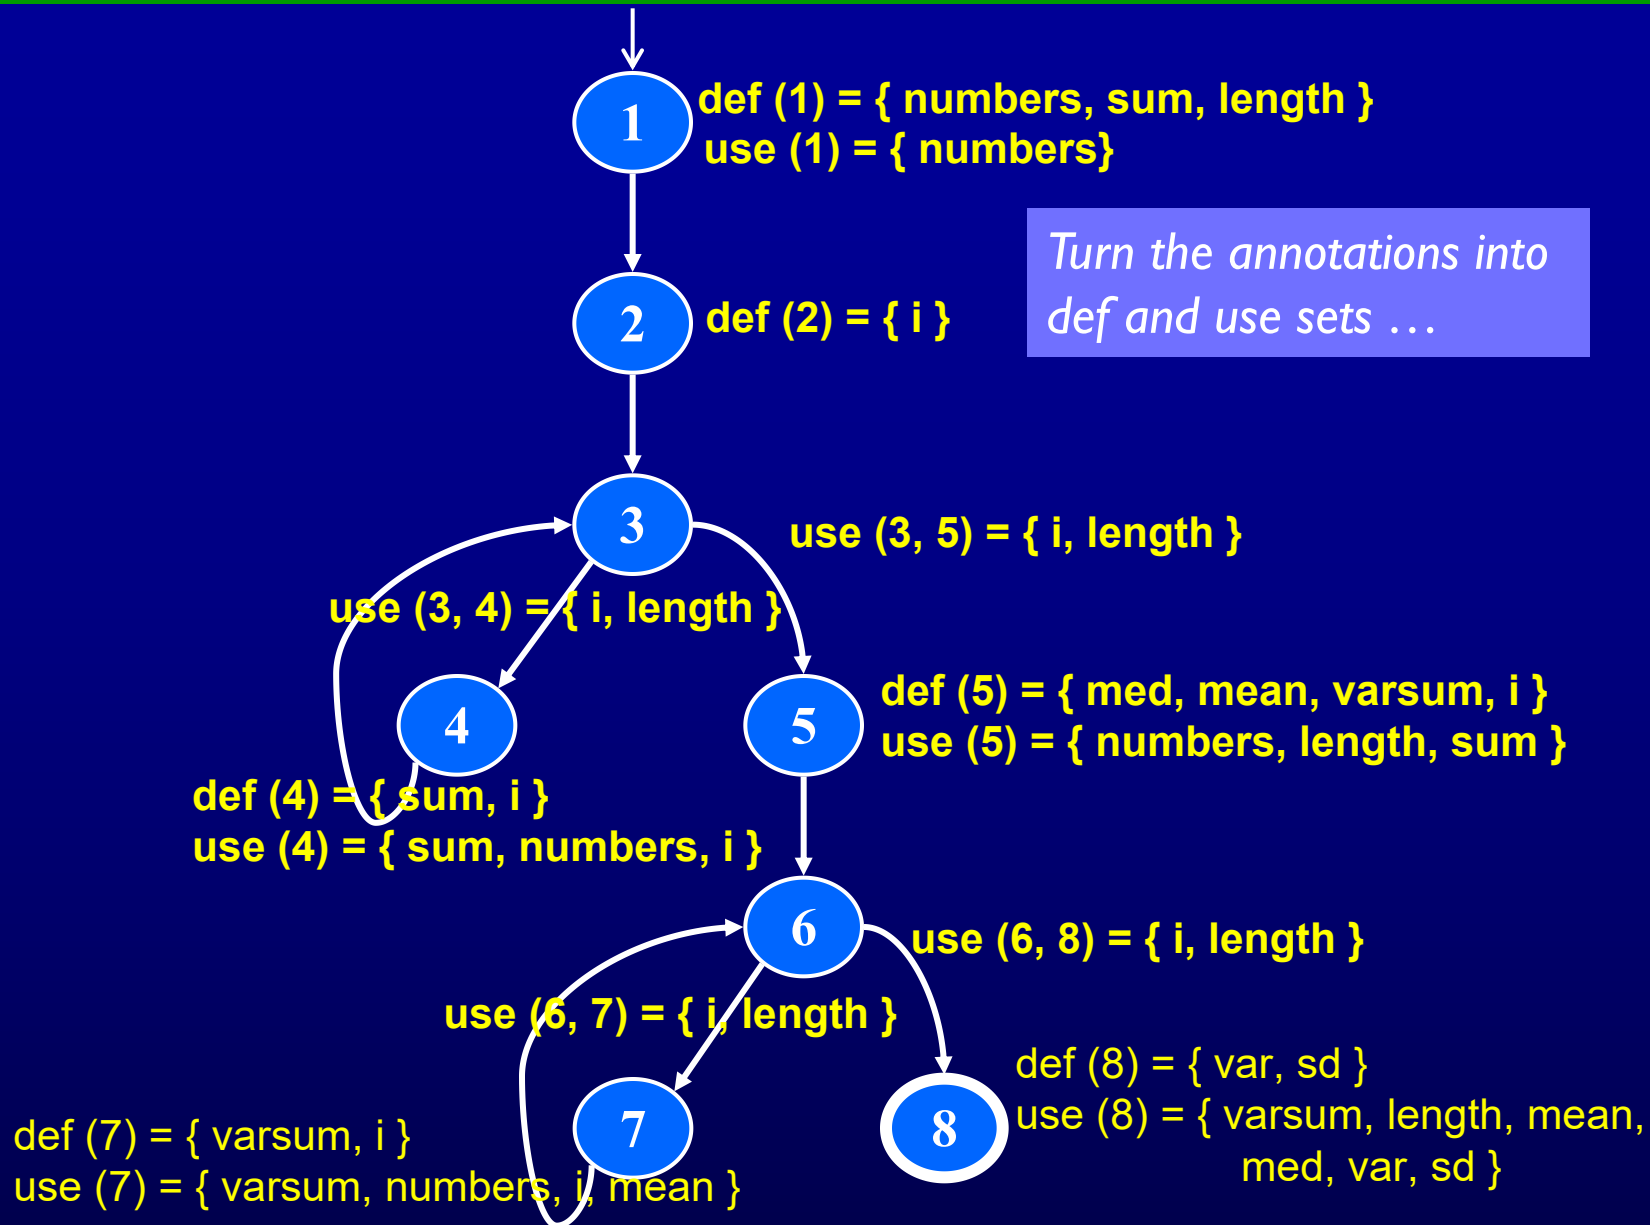 1
def (1) = { numbers, sum, length }
use (1) = { numbers}
Turn the annotations into
def and use sets …
2
def (2) = { i }
3
use (3, 5) = { i, length }
use (3, 4) = { i, length }
4
5
def (5) = { med, mean, varsum, i }
use (5) = { numbers, length, sum }
def (4) = { sum, i }
use (4) = { sum, numbers, i }
6
use (6, 8) = { i, length }
use (6, 7) = { i, length }
7
8
def (8) = { var, sd }
use (8) = { varsum, length, mean,
med, var, sd }
def (7) = { varsum, i }
use (7) = { varsum, numbers, i, mean }